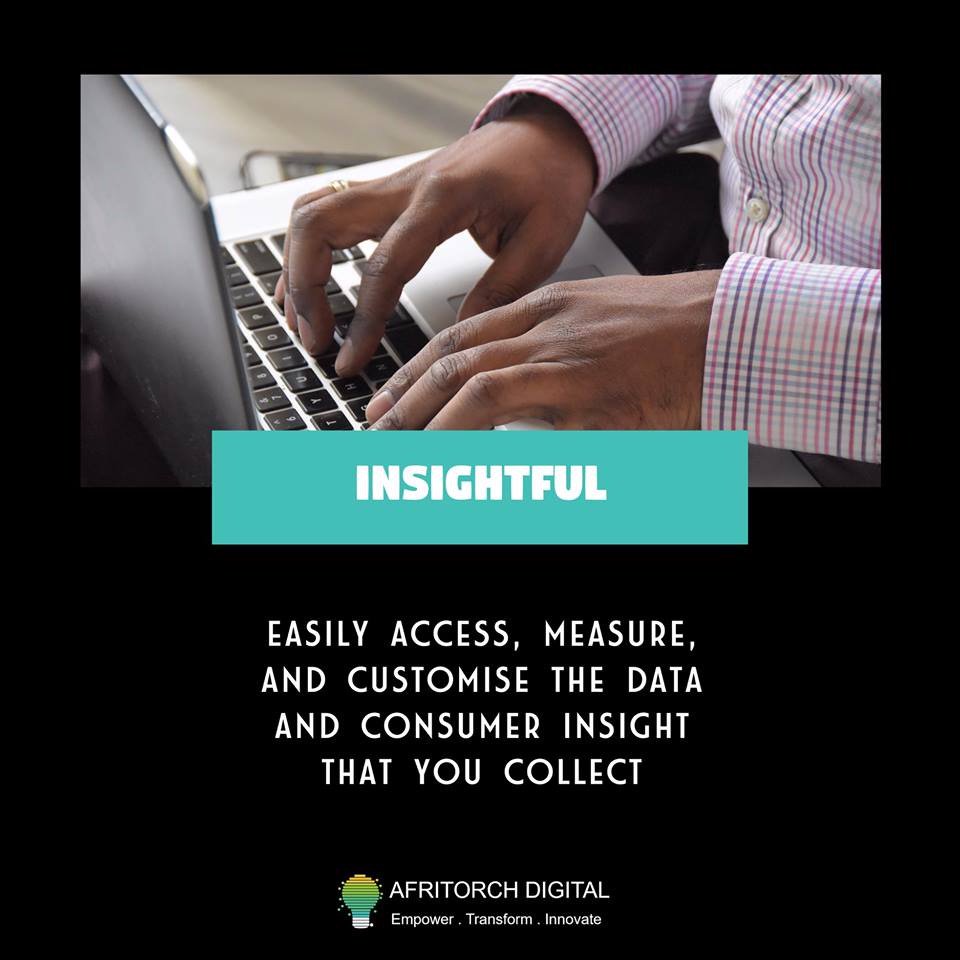 INSIGHTFUL
EASILY ACCESS, MEASURE,
AND CUSTOMISE THE DATA
AND CONSUMER INSIGHT
THAT YOU COLLECT
AFRITORCH DIGITAL
Empower . Transform . Innovate